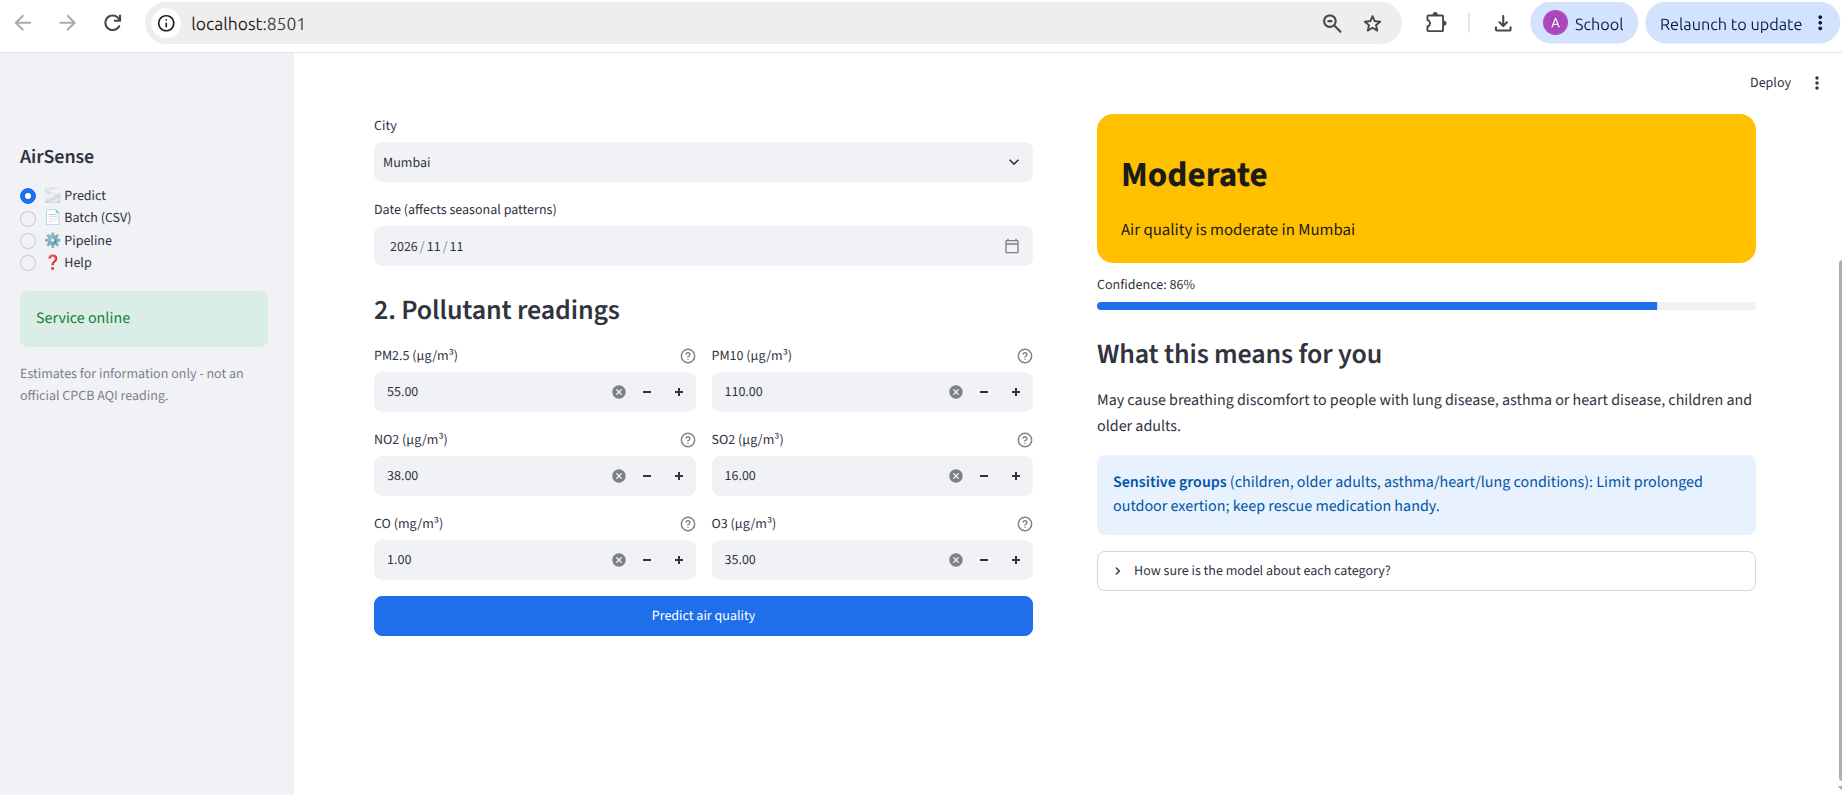 localhost:8501
A School
Relaunch to update
Deploy
AirSense
Predict
Batch (CSV)
Pipeline
Help
Service online
Estimates for information only - not an
official CPCB AQI reading.
City
Mumbai
Date (affects seasonal patterns)
2026 / 11 / 11
2. Pollutant readings
PM2.5 (µg/m³)
55.00
PM10 (µg/m³)
110.00
NO2 (µg/m³)
38.00
SO2 (µg/m³)
16.00
CO (mg/m³)
1.00
O3 (µg/m³)
35.00
Predict air quality
Moderate
Air quality is moderate in Mumbai
Confidence: 86%
What this means for you
May cause breathing discomfort to people with lung disease, asthma or heart disease, children and
older adults.
Sensitive groups (children, older adults, asthma/heart/lung conditions): Limit prolonged
outdoor exertion; keep rescue medication handy.
How sure is the model about each category?